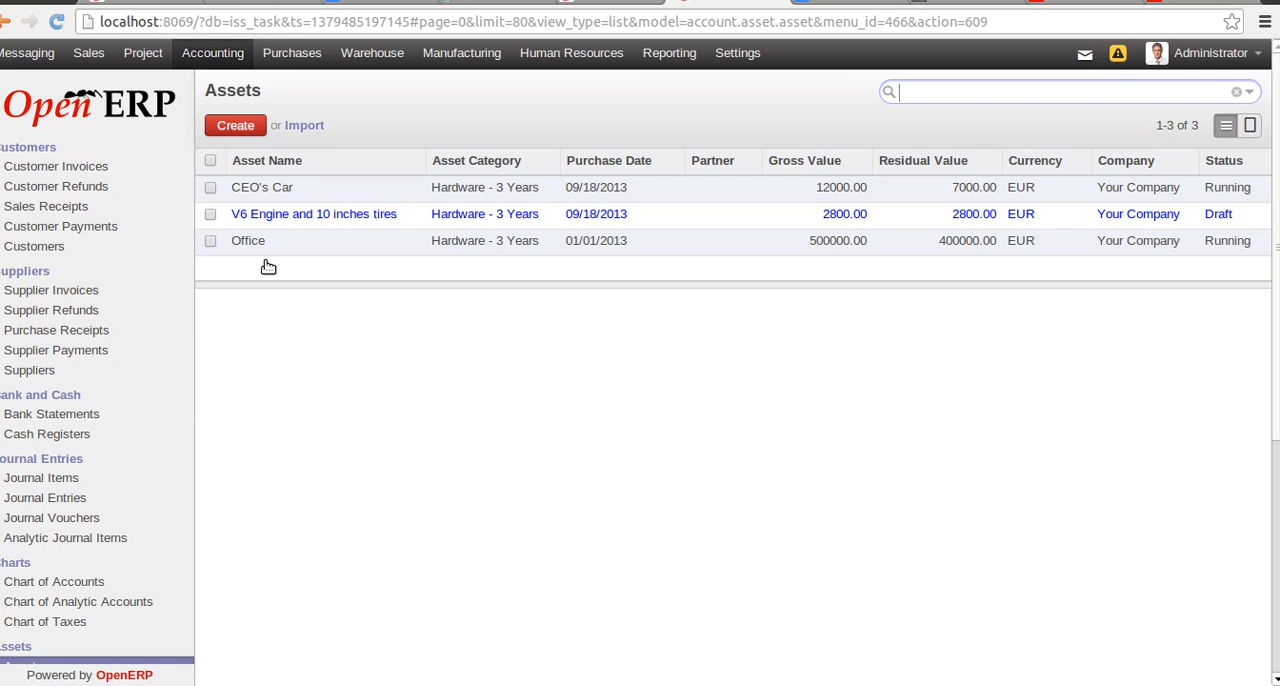 localhost:8069/?db=iss_task&ts=1379485197145#page=0&limit=80&view_type=list&model=account.asset.asset&menu_id=466&action=609
essaging Sales Project Accounting Purchases Warehouse Manufacturing Human Resources Reporting Settings Administrator
OpenERP
Assets
Create or Import 1-3 of 3
Asset Name Asset Category Purchase Date Partner Gross Value Residual Value Currency Company Status
CEO's Car Hardware - 3 Years 09/18/2013 12000.00 7000.00 EUR Your Company Running
V6 Engine and 10 inches tires Hardware - 3 Years 09/18/2013 2800.00 2800.00 EUR Your Company Draft
Office Hardware - 3 Years 01/01/2013 500000.00 400000.00 EUR Your Company Running
ustomers
Customer Invoices
Customer Refunds
Sales Receipts
Customer Payments
Customers
uppliers
Supplier Invoices
Supplier Refunds
Purchase Receipts
Supplier Payments
Suppliers
ank and Cash
Bank Statements
Cash Registers
ournal Entries
Journal Items
Journal Entries
Journal Vouchers
Analytic Journal Items
harts
Chart of Accounts
Chart of Analytic Accounts
Chart of Taxes
ssets
Powered by OpenERP